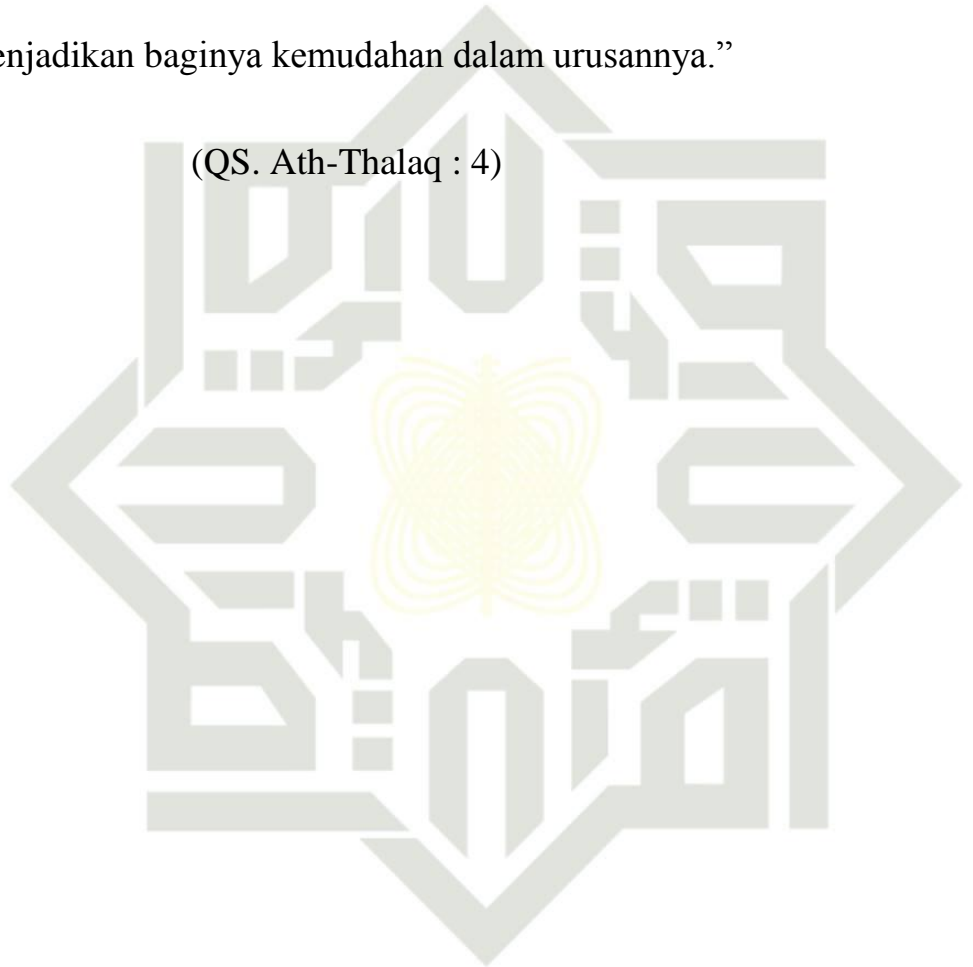 enjadikan baginya kemudahan dalam urusannya.”
(QS. Ath-Thalaq : 4)